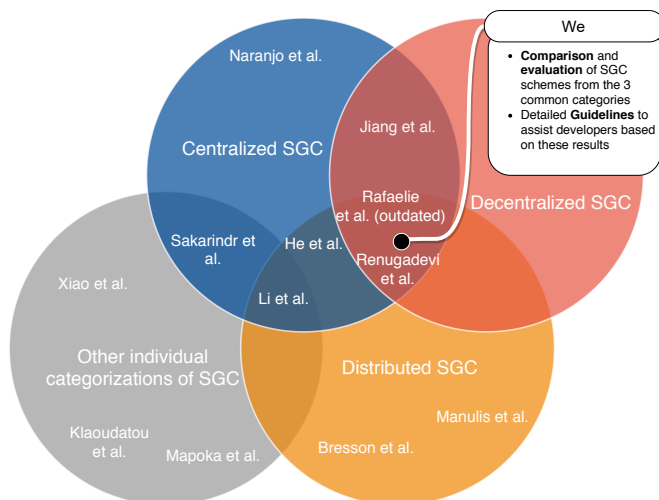 We
• Comparison and
evaluation of SGC
schemes from the 3
common categories
• Detailed Guidelines to
assist developers based
on these results
Naranjo et al.
Jiang et al.
Centralized SGC
Decentralized SGC
Rafaelie
et al. (outdated)
Sakarindr et
al.
He et al.
Renugadevi
et al.
Xiao et al.
Li et al.
Other individual
categorizations of SGC
Distributed SGC
Manulis et al.
Klaoudatou
et al.
Mapoka et al.
Bresson et al.